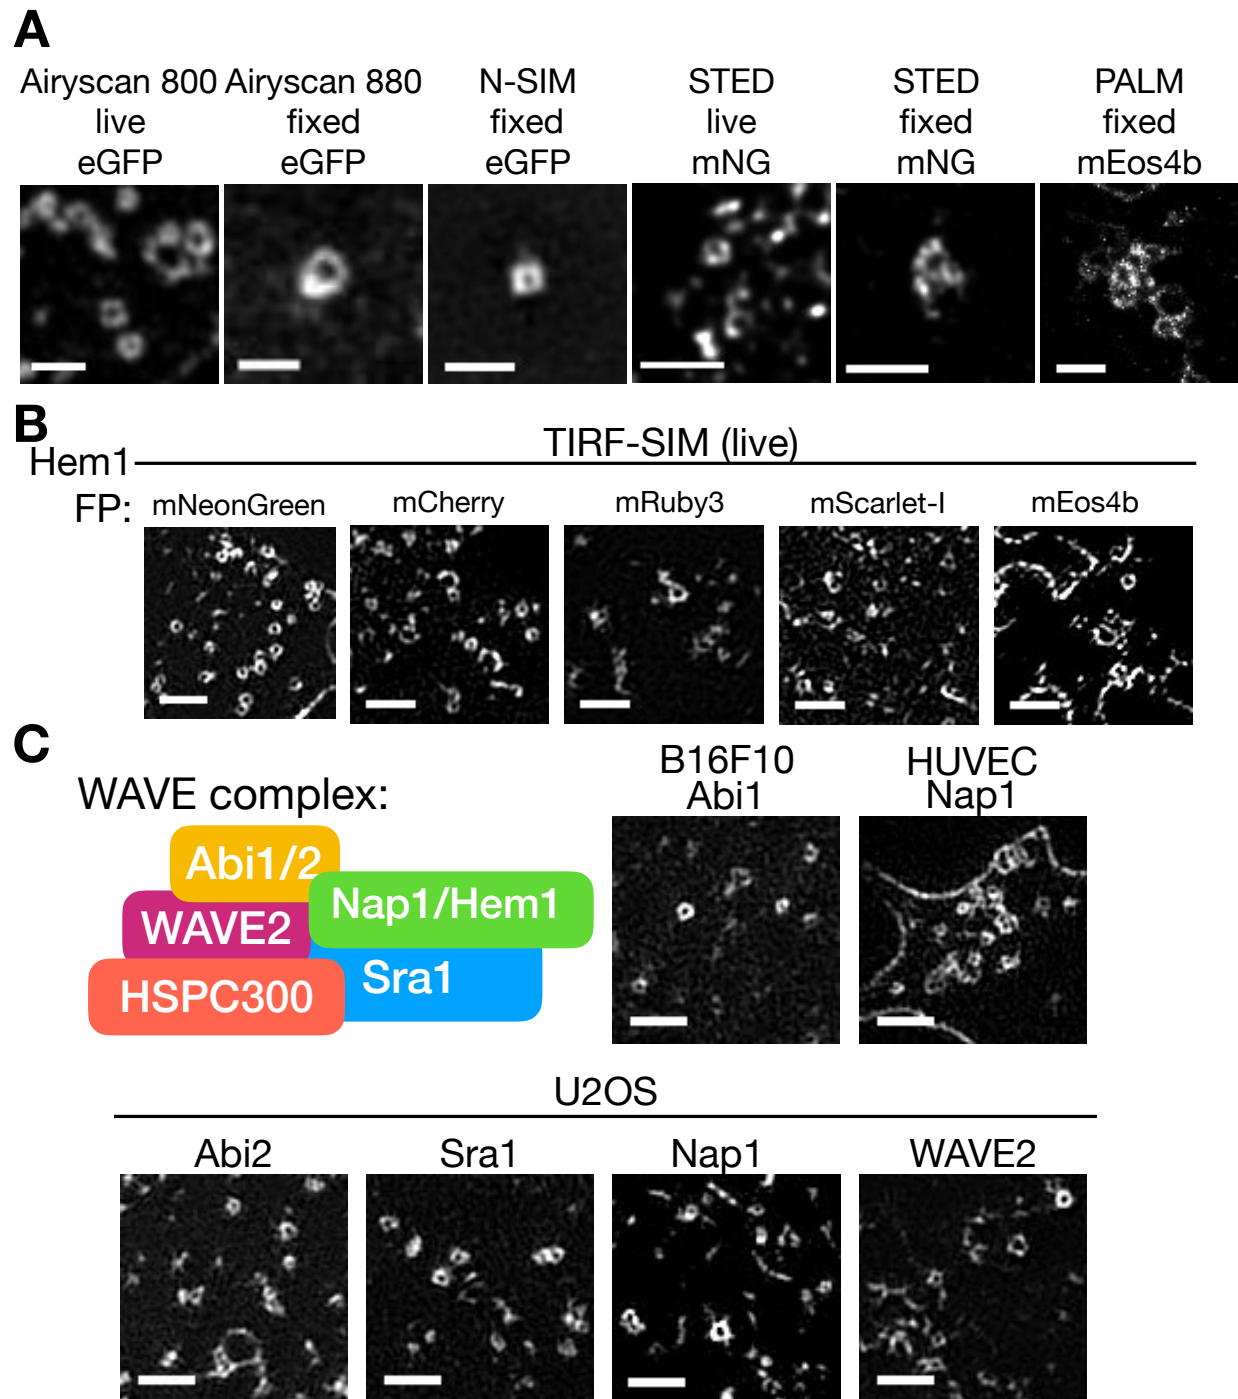 A
Airyscan 800 Airyscan 880 N-SIM STED STED PALM
live fixed fixed live fixed fixed
eGFP eGFP eGFP mNG mNG mEos4b
B
TIRF-SIM (live)
Hem1
FP: mNeonGreen mCherry mRuby3 mScarlet-I mEos4b
C
B16F10 HUVEC
WAVE complex: Abi1 Nap1
Abi1/2
Nap1/Hem1
WAVE2
Sra1
HSPC300
U2OS
Abi2 Sra1 Nap1 WAVE2